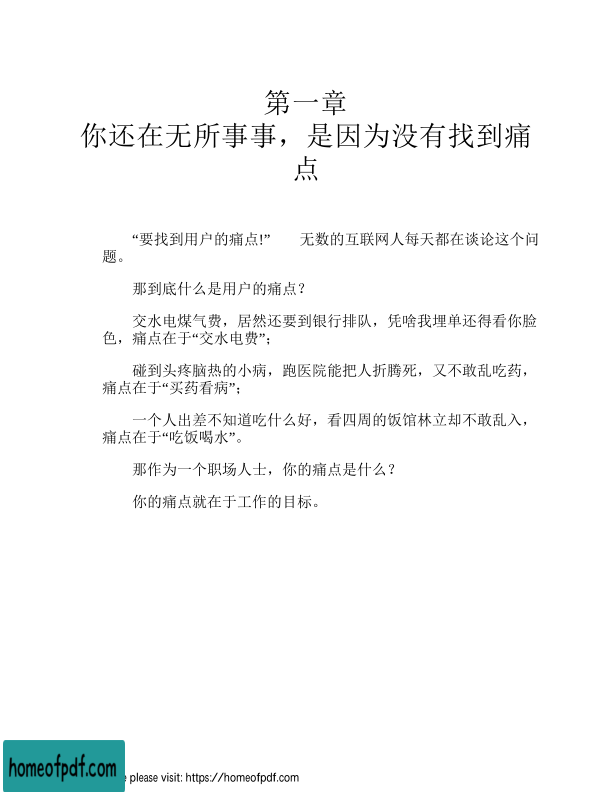 第一章
你还在无所事事，是因为没有找到痛
点
“要找到用户的痛点!”　　无数的互联网人每天都在谈论这个问
题。
那到底什么是用户的痛点？
交水电煤气费，居然还要到银行排队，凭啥我埋单还得看你脸
色，痛点在于“交水电费”；
碰到头疼脑热的小病，跑医院能把人折腾死，又不敢乱吃药，
痛点在于“买药看病”；
一个人出差不知道吃什么好，看四周的饭馆林立却不敢乱入，
痛点在于“吃饭喝水”。
那作为一个职场人士，你的痛点是什么？
你的痛点就在于工作的目标。
homeofpdf.com
please visit: https://homeofpdf.com